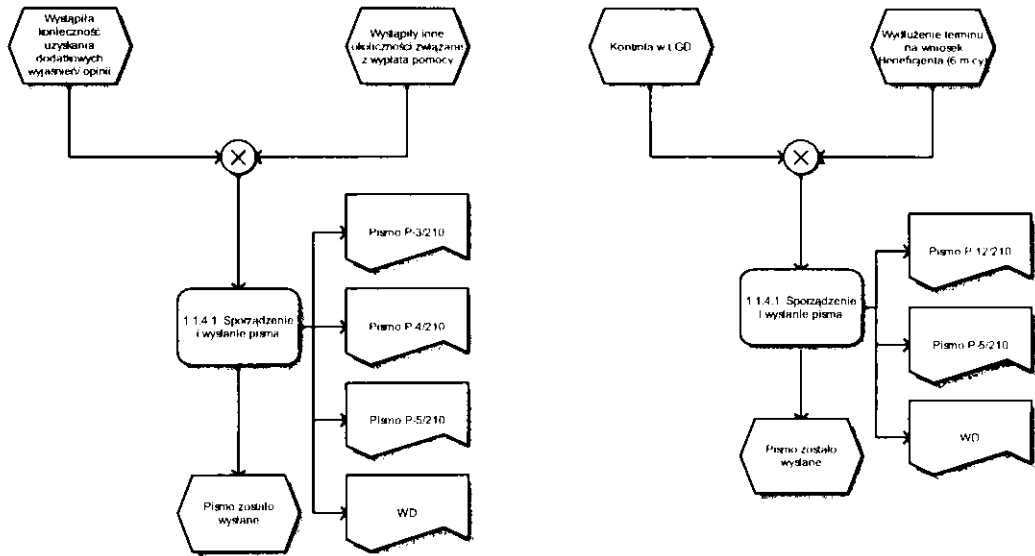 Wystąpiła
konieczność
uzyskania
dodatkowych
wyjaśnień/ opinii
Wystąpiły inne
okoliczności związane
z wypłatą pomocy
Pismo P-3/210
1.1.4.1. Sporządzenie
i wysłanie pisma
Pismo P-4/210
Pismo P-5/210
WD
Pismo zostało
wysłane
Kontrola w LGD
Wydłużenie terminu
na wniosek
Beneficjenta (6 m-cy)
Pismo P-12/210
1.1.4.1. Sporządzenie
i wysłanie pisma
Pismo P-5/210
WD
Pismo zostało
wysłane